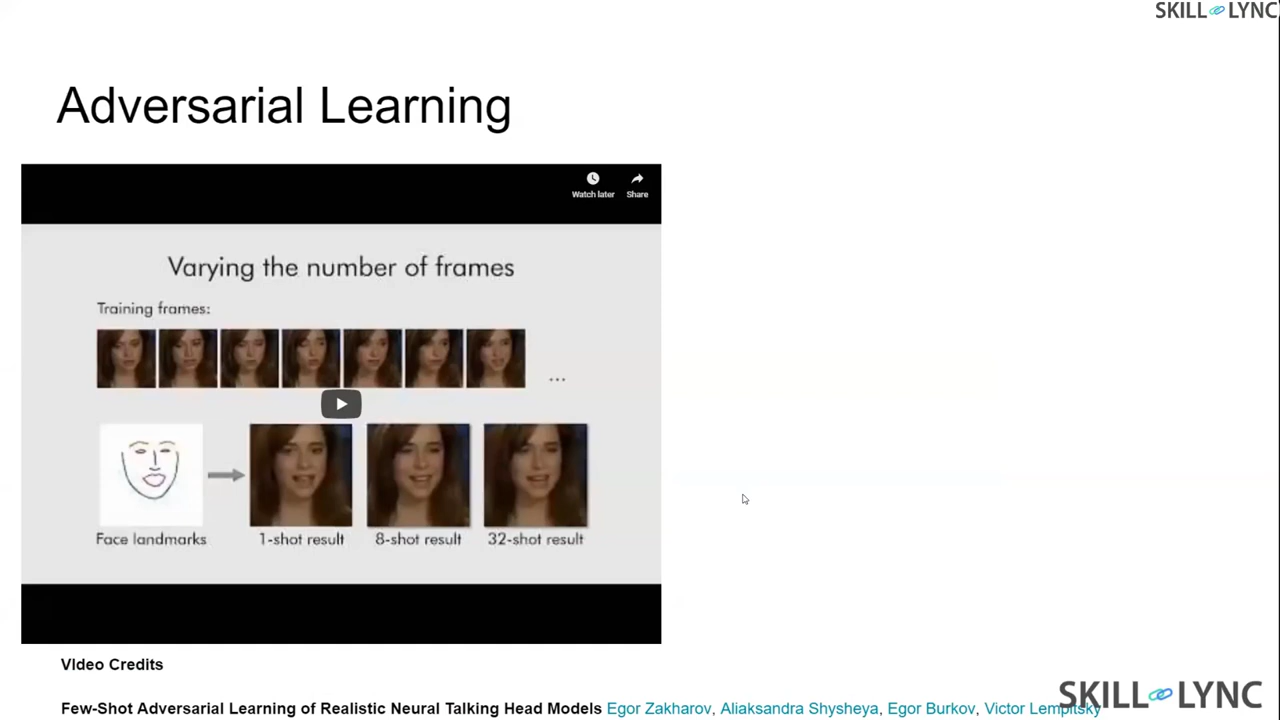 SKILL LYNC
Adversarial Learning
Watch later Share
Varying the number of frames
Training frames:
...
Face landmarks 1-shot result 8-shot result 32-shot result
VIdeo Credits
Few-Shot Adversarial Learning of Realistic Neural Talking Head Models Egor Zakharov, Aliaksandra Shysheya, Egor Burkov, Victor Lempitsky
SKILL LYNC